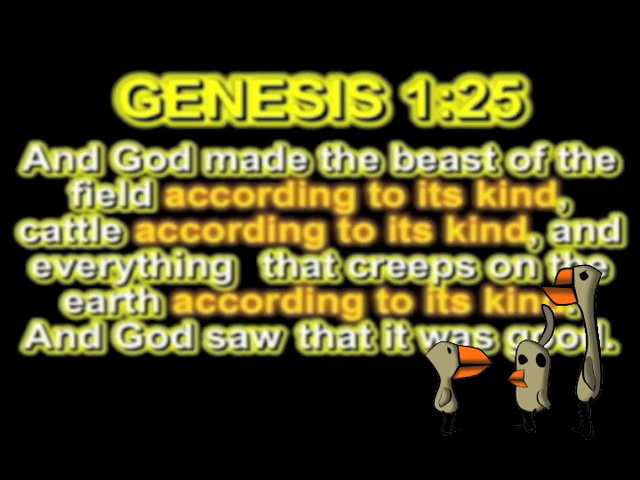 GENESIS 1:25
And God made the beast of the
field according to its kind,
cattle according to its kind, and
everything that creeps on the
earth according to its kin
And God saw that it was good.